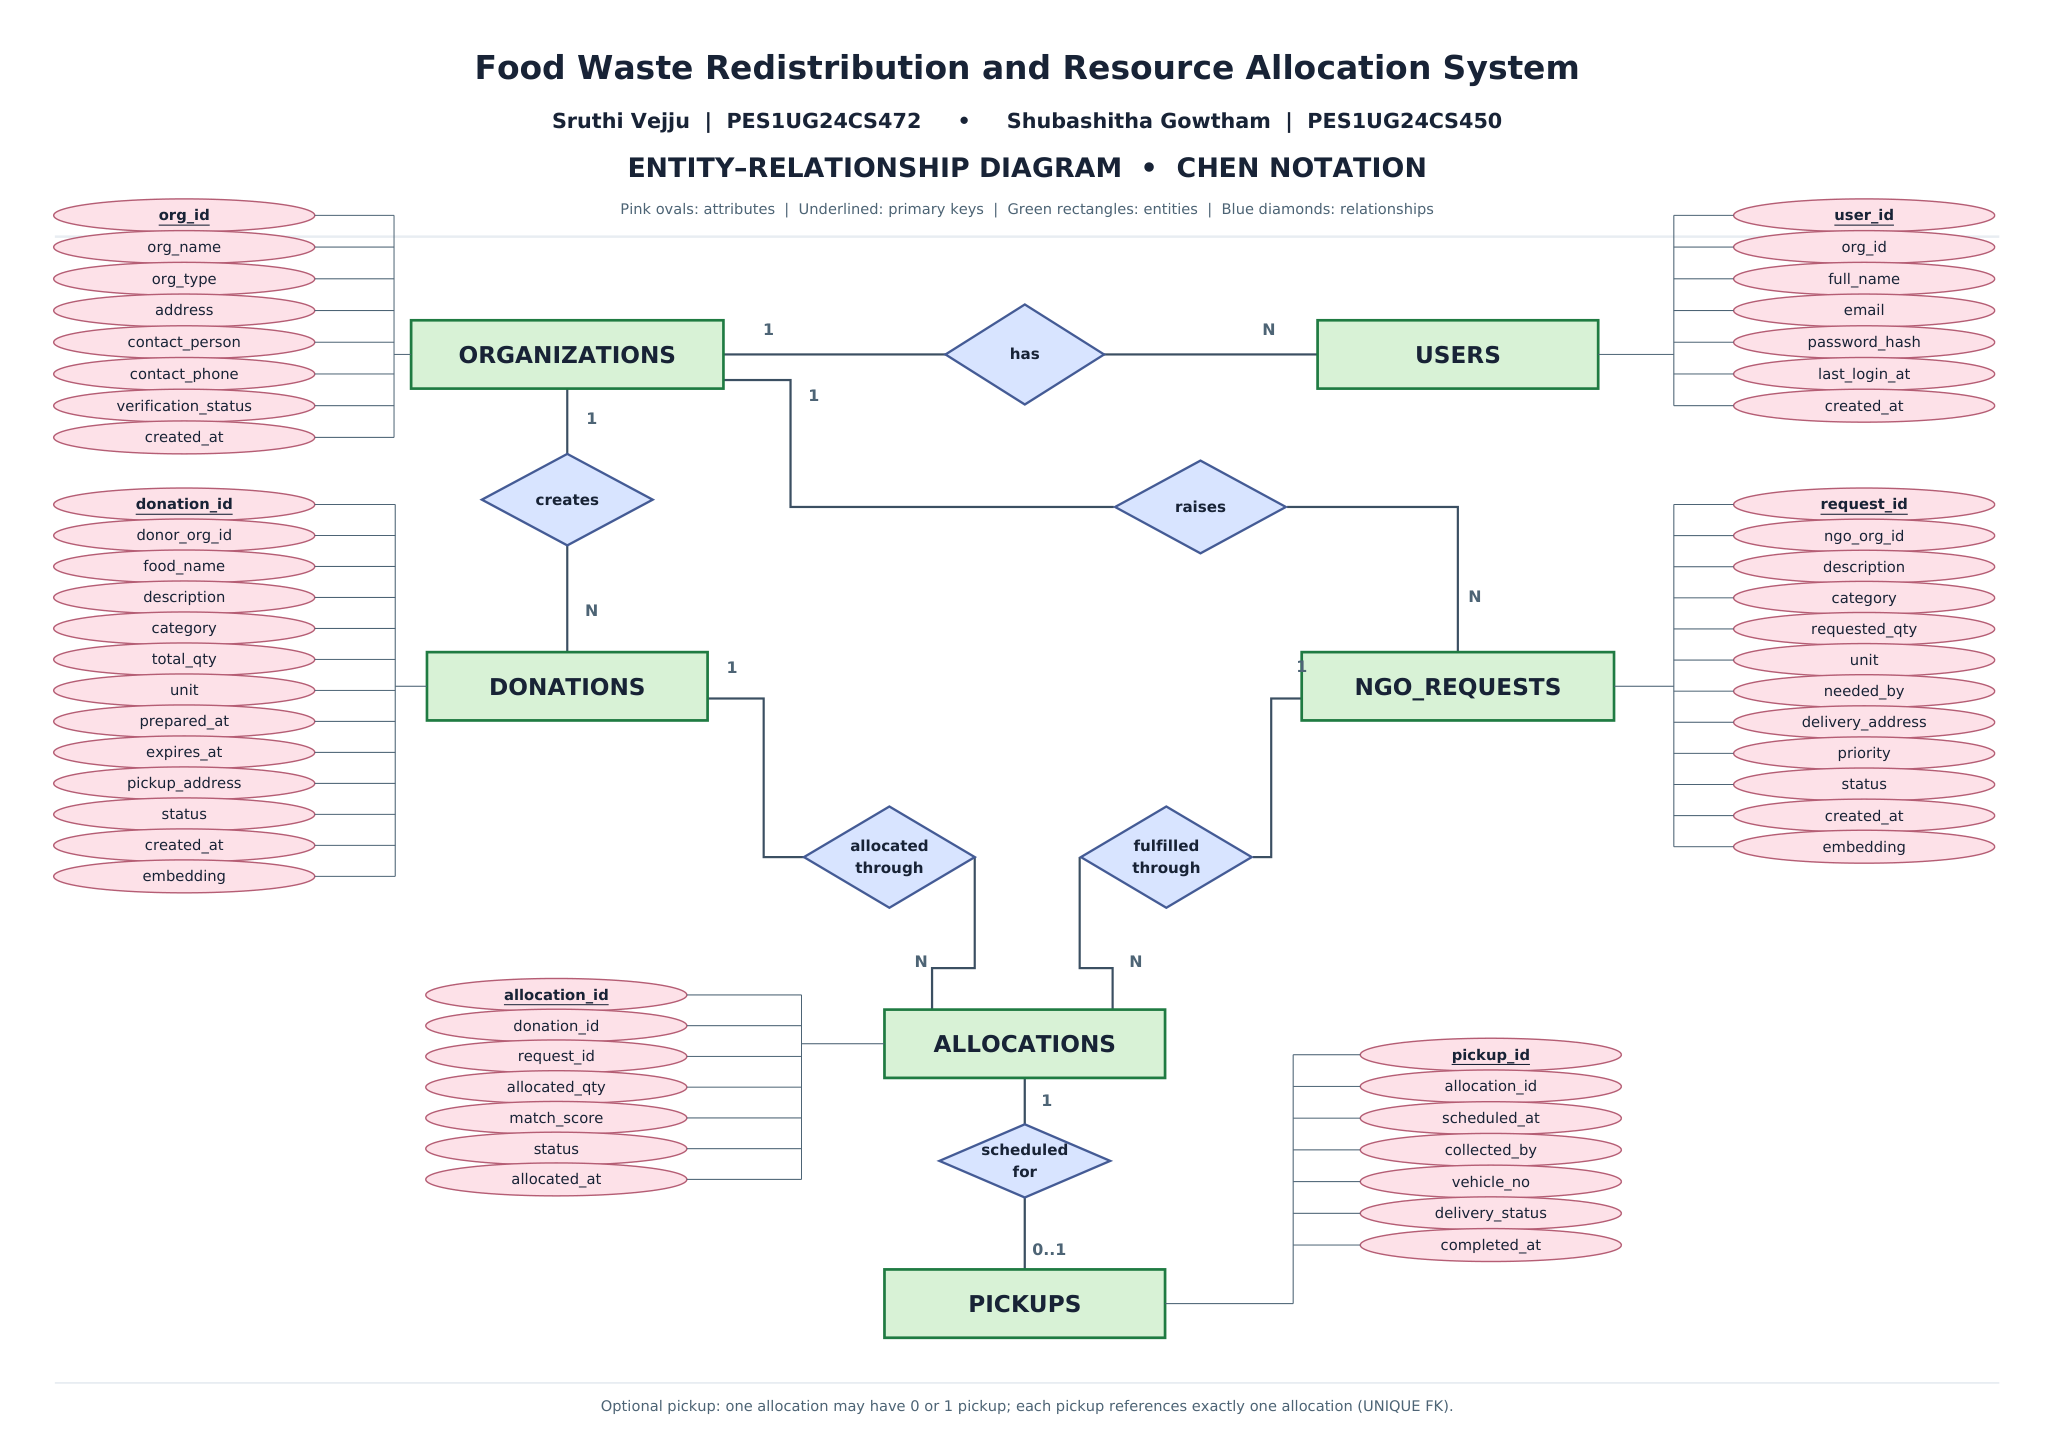 Food Waste Redistribution and Resource Allocation System
Sruthi Vejju | PES1UG24CS472 • Shubashitha Gowtham | PES1UG24CS450
ENTITY–RELATIONSHIP DIAGRAM • CHEN NOTATION
Pink ovals: attributes | Underlined: primary keys | Green rectangles: entities | Blue diamonds: relationships
org_id
org_name
org_type
address
contact_person
contact_phone
verification_status
created_at
ORGANIZATIONS
1
has
N
USERS
user_id
org_id
full_name
email
password_hash
last_login_at
created_at
1
creates
N
1
raises
N
donation_id
donor_org_id
food_name
description
category
total_qty
unit
prepared_at
expires_at
pickup_address
status
created_at
embedding
DONATIONS
1
1
NGO_REQUESTS
request_id
ngo_org_id
description
category
requested_qty
unit
needed_by
delivery_address
priority
status
created_at
embedding
allocated
through
fulfilled
through
N
N
allocation_id
donation_id
request_id
allocated_qty
match_score
status
allocated_at
ALLOCATIONS
1
scheduled
for
0..1
PICKUPS
pickup_id
allocation_id
scheduled_at
collected_by
vehicle_no
delivery_status
completed_at
Optional pickup: one allocation may have 0 or 1 pickup; each pickup references exactly one allocation (UNIQUE FK).